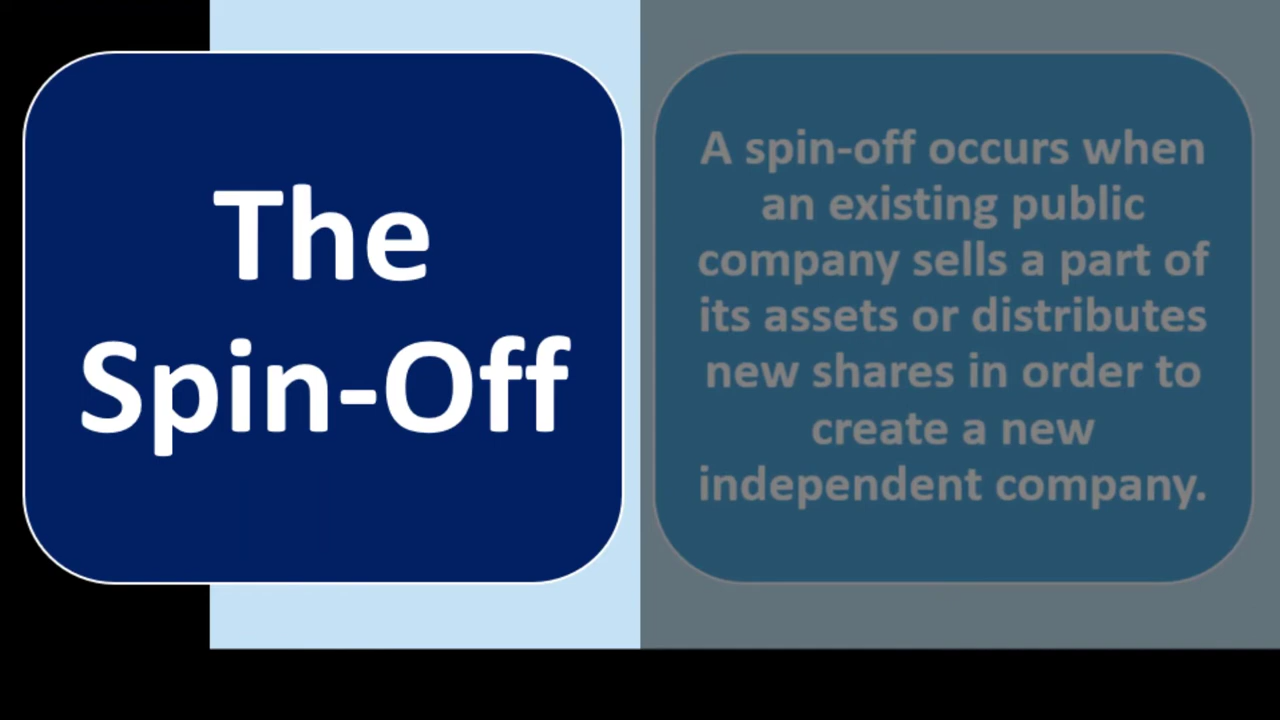 The
Spin-Off
A spin-off occurs when
an existing public
company sells a part of
its assets or distributes
new shares in order to
create a new
independent company.